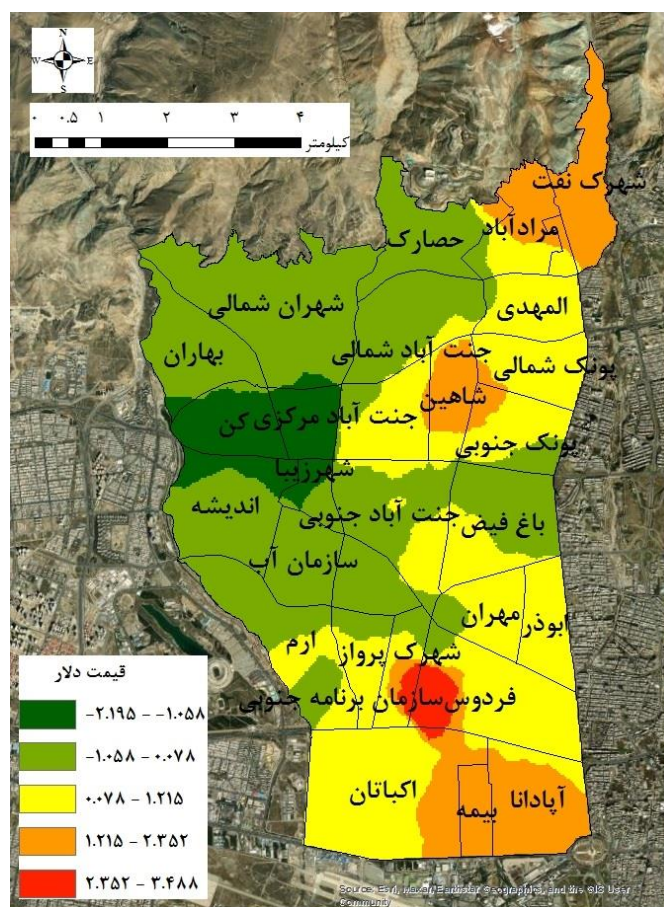 N
W E
S
۰ ۰.۵ ۱ ۲ ۳ ۴
کیلومتر
شهرک نفت
مرادآباد
حصارک
المهدی
شهران شمالی
بهاران
جنت آباد شمالی
پونک شمالی
شاهین
جنت آباد مرکزی
کن
پونک جنوبی
شهرزیبا
اندیشه
جنت آباد جنوبی
باغ فیض
سازمان آب
مهران
ابوذر
ارم
شهرک پرواز
فردوس
سازمان برنامه جنوبی
اکباتان
بیمه
آپادانا
قیمت دلار
-۲.۱۹۵ - -۱.۰۵۸
-۱.۰۵۸ - ۰.۰۷۸
۰.۰۷۸ - ۱.۲۱۵
۱.۲۱۵ - ۲.۳۵۲
۲.۳۵۲ - ۳.۴۸۸
Source: Esri, Maxar, Earthstar Geographics, and the GIS User
Community